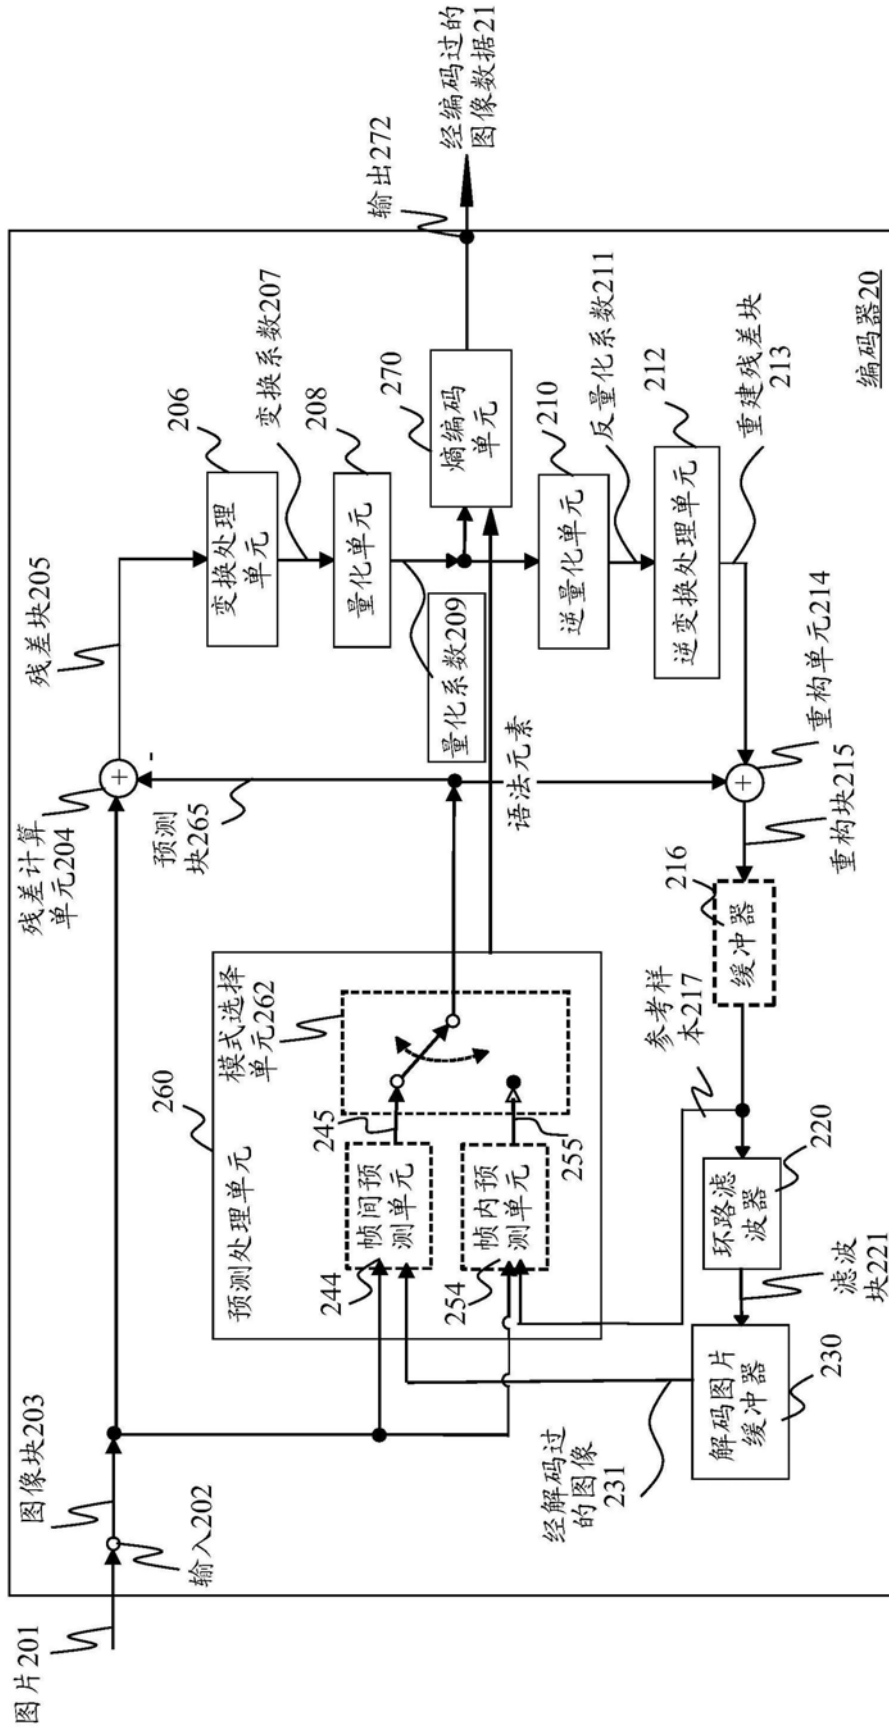 图片201
输入202
图像块203
残差计算
单元204
残差块205
206
变换处理
单元
变换系数207
208
量化单元
量化系数209
270
熵编码
单元
输出272
经编码过的
图像数据21
预测
块265
语法元素
210
逆量化单元
反量化系数211
212
逆变换处理单元
重建残差块
213
编码器20
260
预测处理单元
模式选择
单元262
244
帧间预
测单元
245
254
帧内预
测单元
255
重构单元214
重构块215
216
缓冲器
参考样
本217
220
环路滤
波器
滤波
块221
230
解码图片
缓冲器
经解码过
的图像
231
+
-
+